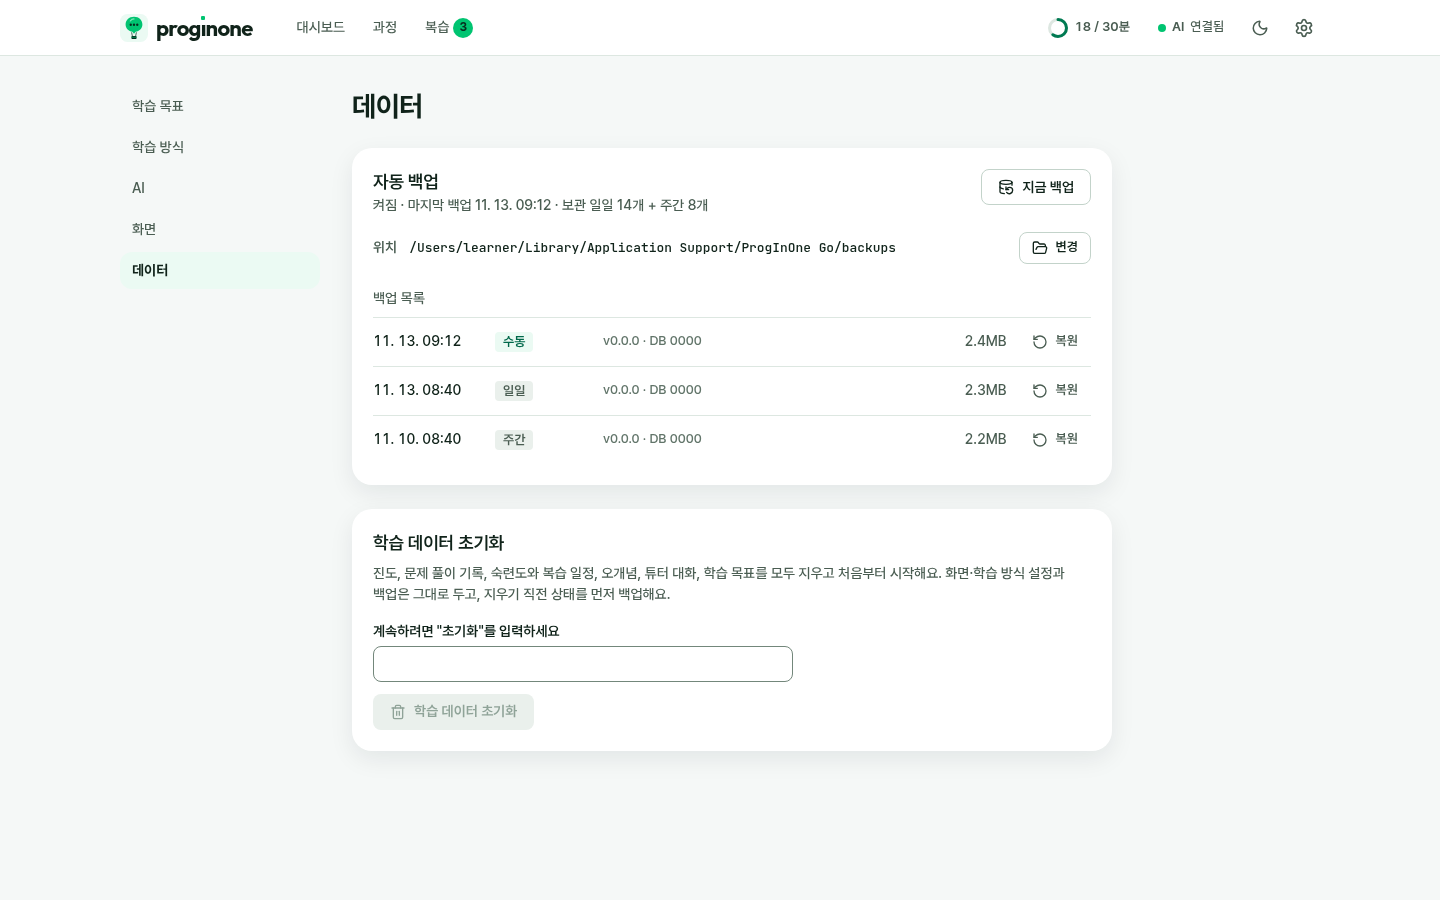 proginone
대시보드
과정
복습 3
18 / 30분
AI 연결됨
학습 목표
학습 방식
AI
화면
데이터
데이터
자동 백업
켜짐 · 마지막 백업 11. 13. 09:12 · 보관 일일 14개 + 주간 8개
지금 백업
위치 /Users/learner/Library/Application Support/ProgInOne Go/backups
변경
백업 목록
11. 13. 09:12 수동 v0.0.0 · DB 0000 2.4MB 복원
11. 13. 08:40 일일 v0.0.0 · DB 0000 2.3MB 복원
11. 10. 08:40 주간 v0.0.0 · DB 0000 2.2MB 복원
학습 데이터 초기화
진도, 문제 풀이 기록, 숙련도와 복습 일정, 오개념, 튜터 대화, 학습 목표를 모두 지우고 처음부터 시작해요. 화면·학습 방식 설정과
백업은 그대로 두고, 지우기 직전 상태를 먼저 백업해요.
계속하려면 "초기화"를 입력하세요
학습 데이터 초기화